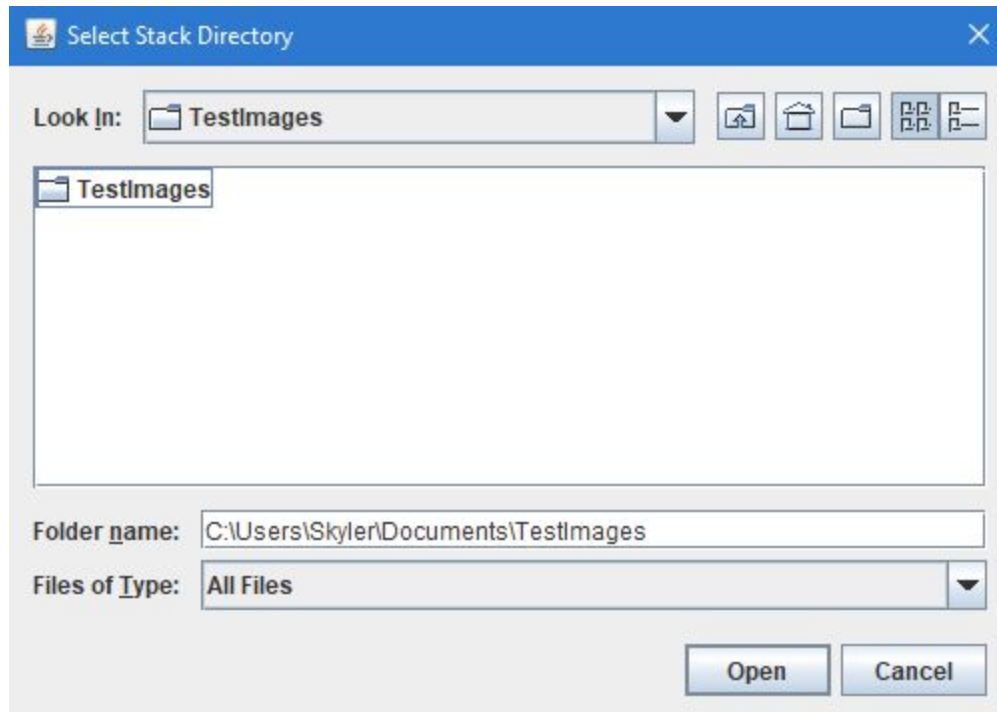 Select Stack Directory
Look In: TestImages
TestImages
Folder name: C:\Users\Skyler\Documents\TestImages
Files of Type: All Files
Open Cancel